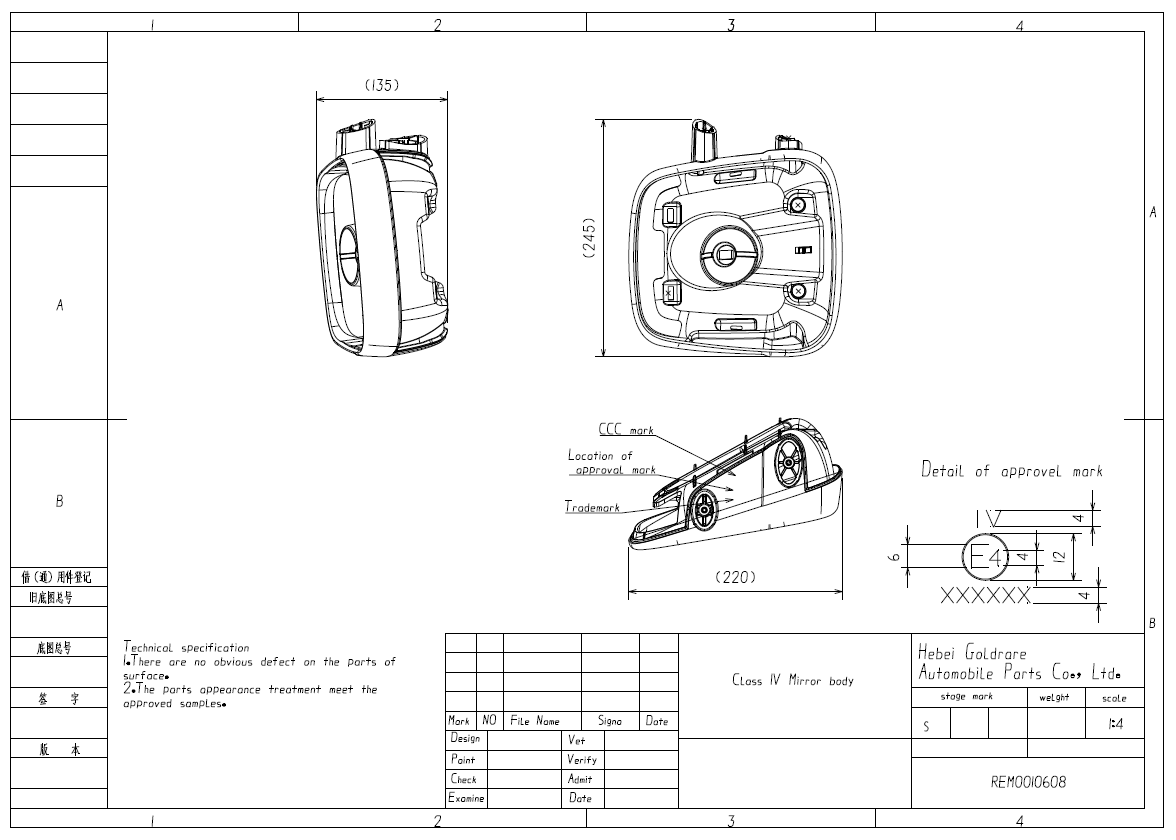 1 2 3 4
(135)
(245)
A
A
CCC mark
Location of
approval mark
Trademark
Detail of approvel mark
IV
4
6
E4
4
12
XXXXXX
4
(220)
B
B
借(通)用件登记
旧底图总号
底图总号
签 字
版 本
Technical specification
1.There are no obvious defect on the parts of
surface.
2.The parts appearance treatment meet the
approved samples.
Mark NO File Name Signa Date
Design Vet
Paint Verify
Check Admit
Examine Date
Class IV Mirror body
Hebei Goldrare
Automobile Parts Co., Ltd.
stage mark weight scale
S 1:4
REM0010608
1 2 3 4